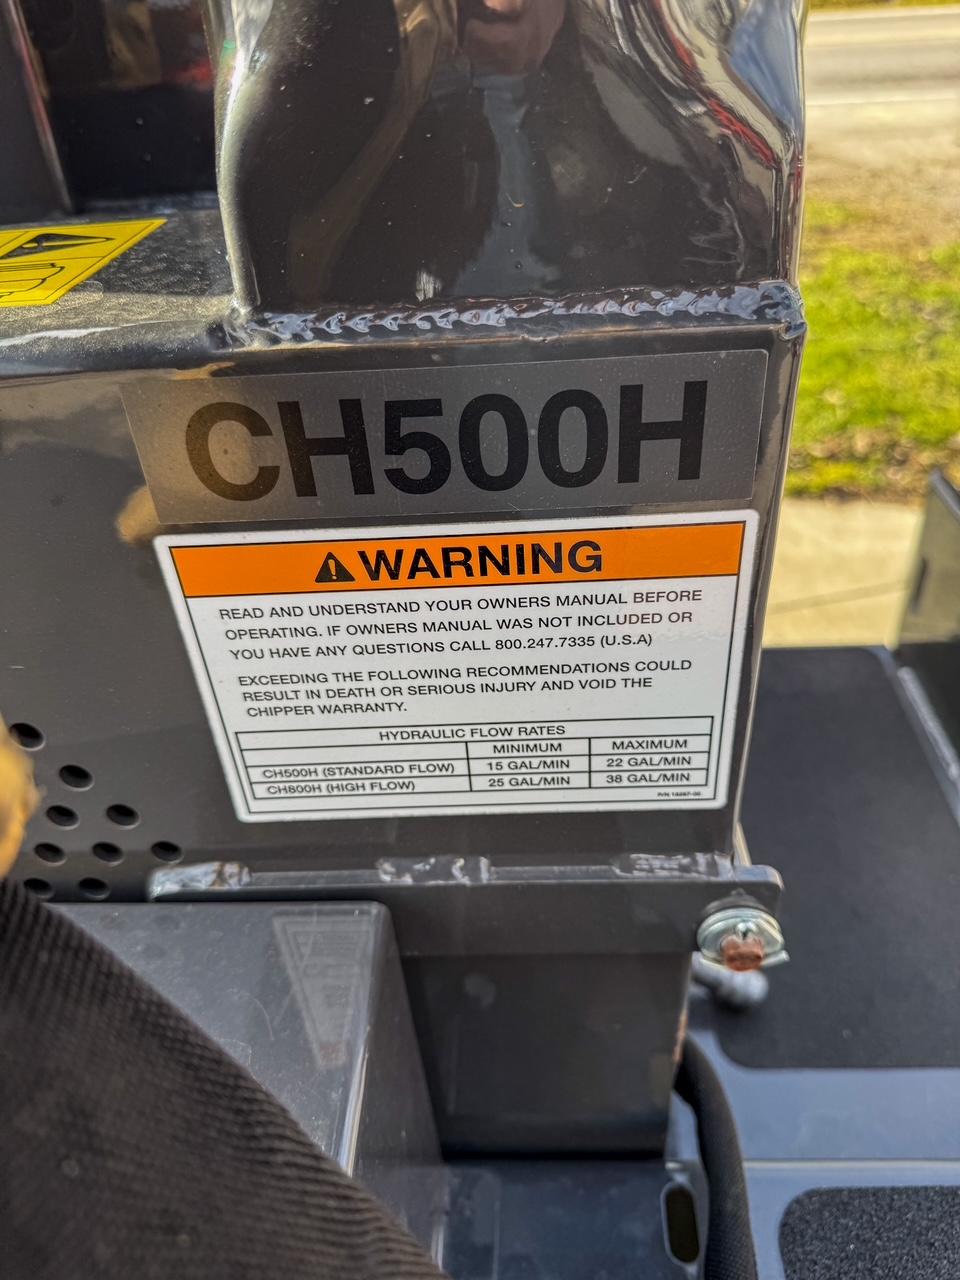 CH500H
WARNING
READ AND UNDERSTAND YOUR OWNERS MANUAL BEFORE
OPERATING. IF OWNERS MANUAL WAS NOT INCLUDED OR
YOU HAVE ANY QUESTIONS CALL 800.247.7335 (U.S.A)
EXCEEDING THE FOLLOWING RECOMMENDATIONS COULD
RESULT IN DEATH OR SERIOUS INJURY AND VOID THE
CHIPPER WARRANTY.
HYDRAULIC FLOW RATES
MINIMUM MAXIMUM
CH500H (STANDARD FLOW) 15 GAL/MIN 22 GAL/MIN
CH800H (HIGH FLOW) 25 GAL/MIN 38 GAL/MIN